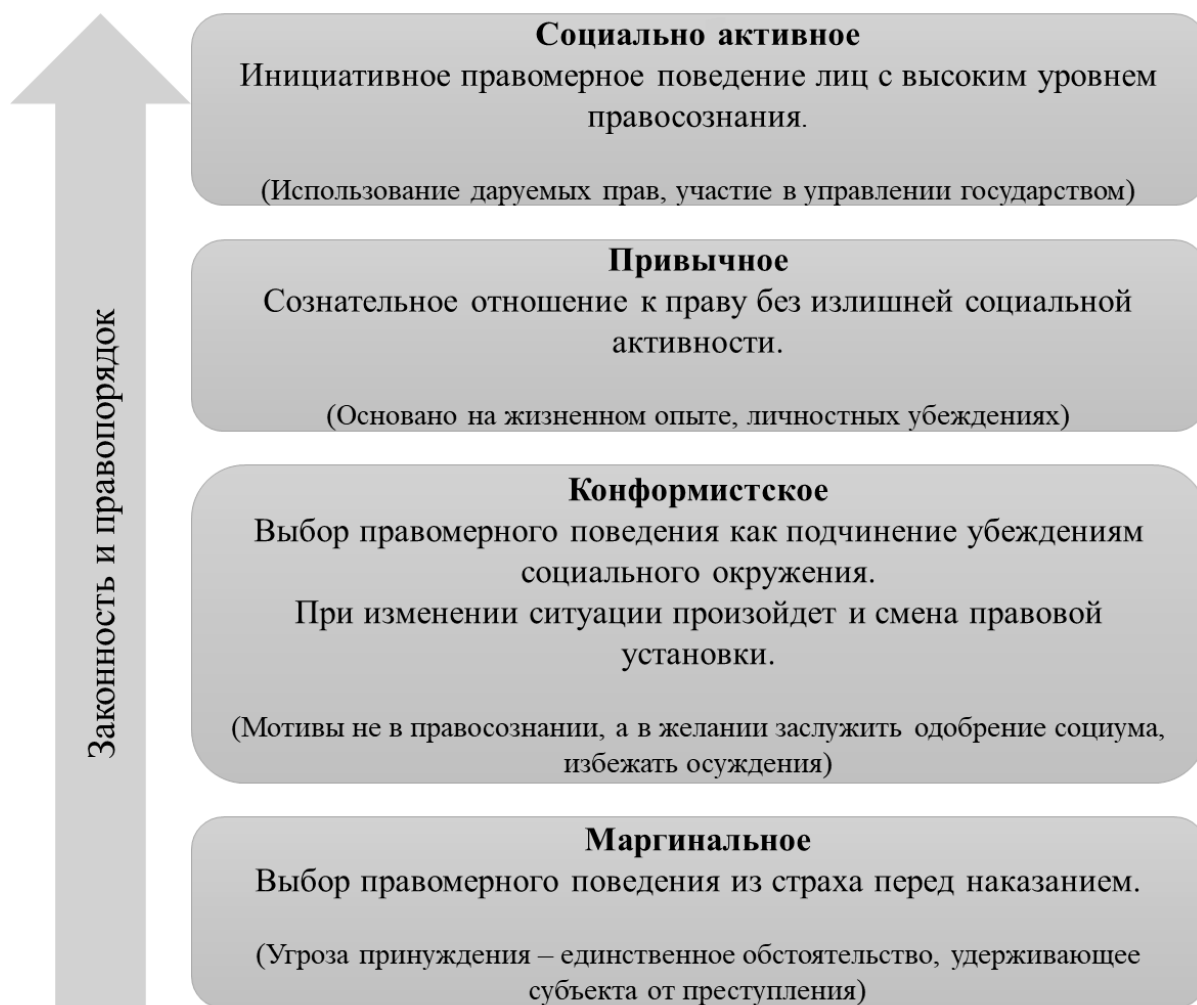 Законность и правопорядок
Социально активное
Инициативное правомерное поведение лиц с высоким уровнем
правосознания.
(Использование даруемых прав, участие в управлении государством)
Привычное
Сознательное отношение к праву без излишней социальной
активности.
(Основано на жизненном опыте, личностных убеждениях)
Конформистское
Выбор правомерного поведения как подчинение убеждениям
социального окружения.
При изменении ситуации произойдет и смена правовой
установки.
(Мотивы не в правосознании, а в желании заслужить одобрение социума,
избежать осуждения)
Маргинальное
Выбор правомерного поведения из страха перед наказанием.
(Угроза принуждения – единственное обстоятельство, удерживающее
субъекта от преступления)